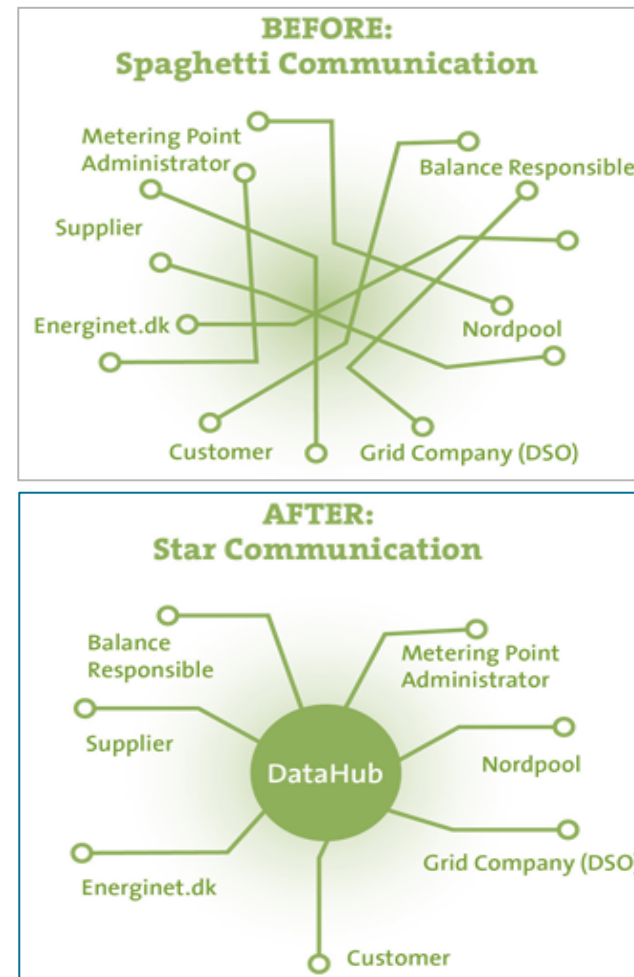 BEFORE:
Spaghetti Communication
Metering Point
Administrator
Balance Responsible
Supplier
Energinet.dk
Nordpool
Customer
Grid Company (DSO)
AFTER:
Star Communication
Balance
Responsible
Metering Point
Administrator
Supplier
Nordpool
DataHub
Grid Company (DSO)
Energinet.dk
Customer